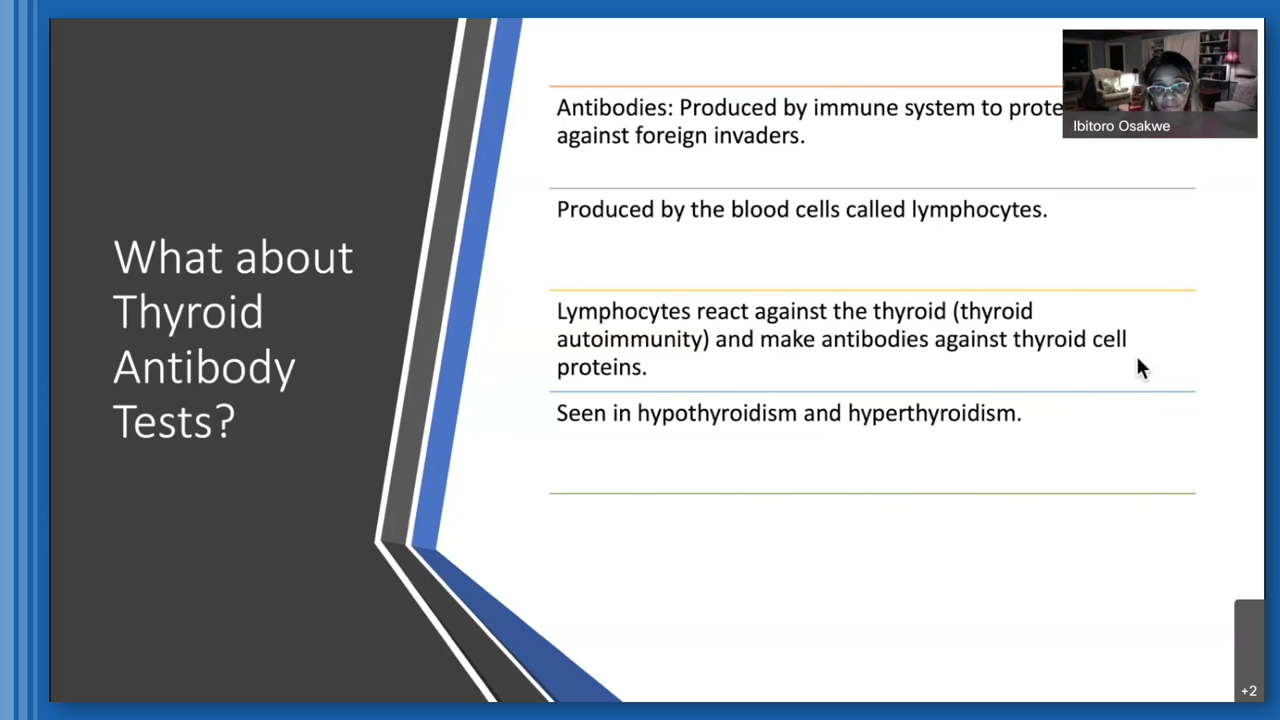 What about
Thyroid
Antibody
Tests?
Antibodies: Produced by immune system to prote
against foreign invaders.
Produced by the blood cells called lymphocytes.
Lymphocytes react against the thyroid (thyroid
autoimmunity) and make antibodies against thyroid cell
proteins.
Seen in hypothyroidism and hyperthyroidism.
Ibitoro Osakwe
+2